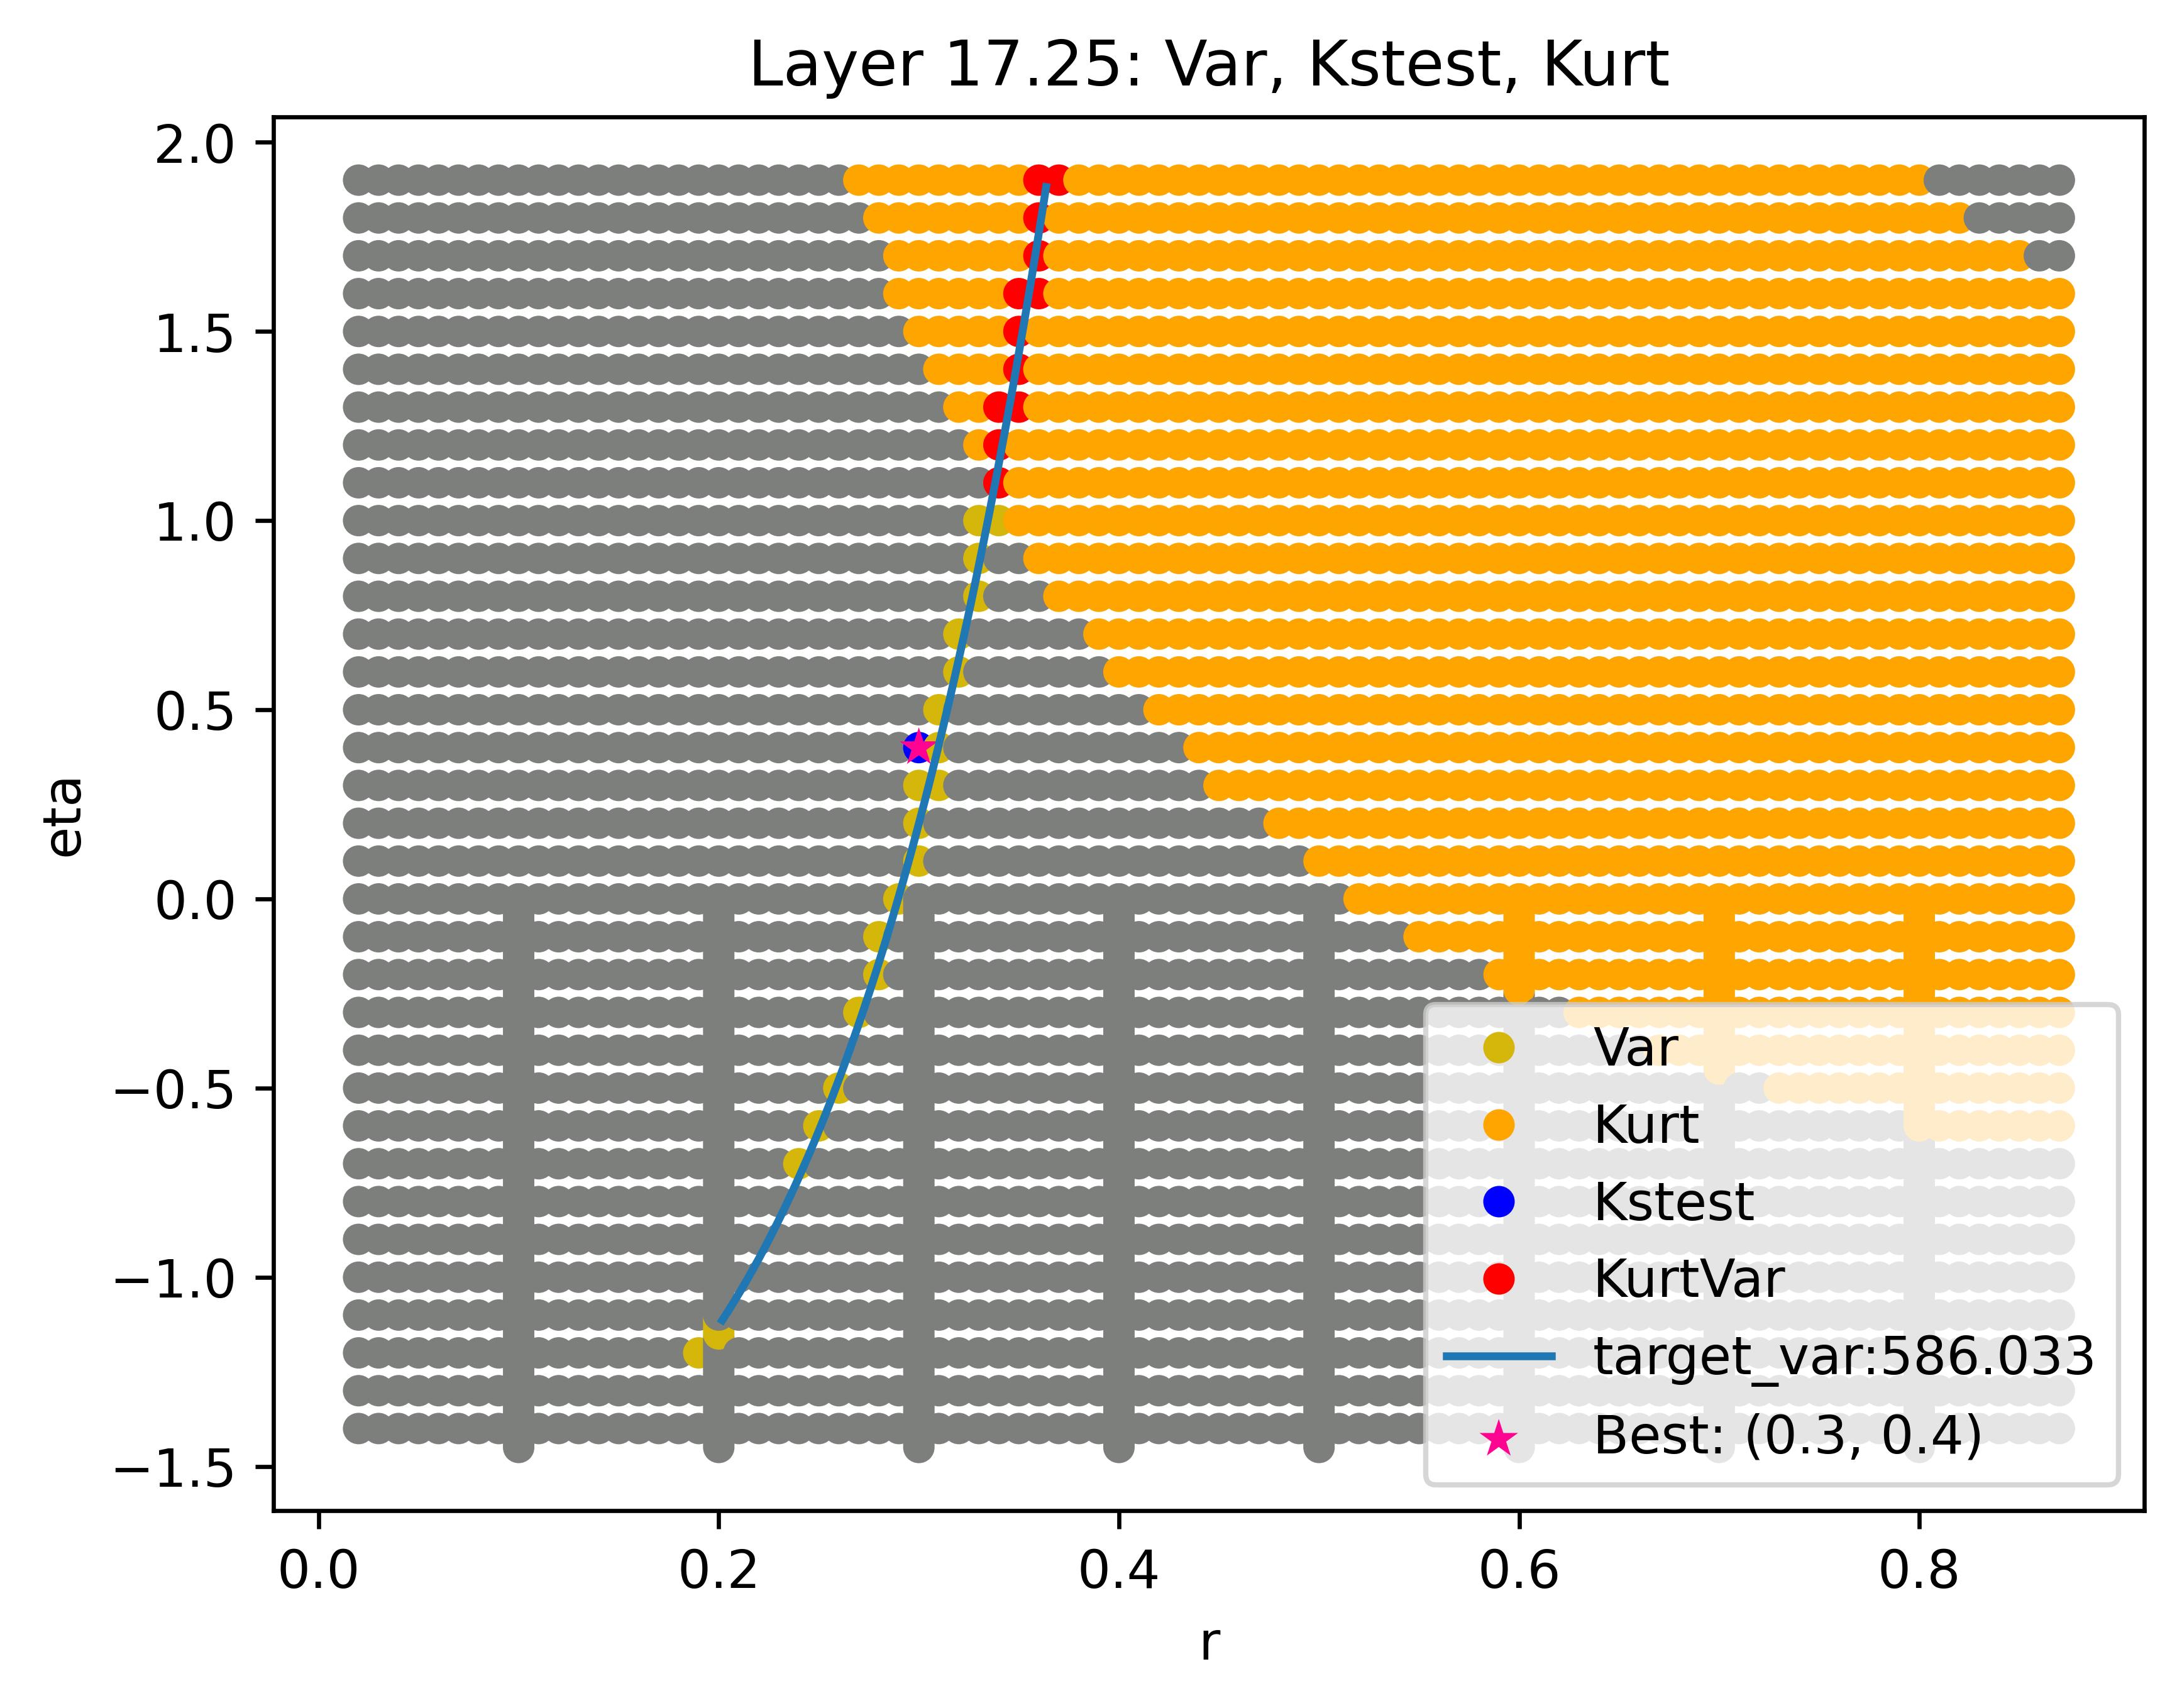 Layer 17.25: Var, Kstest, Kurt
2.0
1.5
1.0
0.5
0.0
−0.5
−1.0
−1.5
eta
0.0
0.2
0.4
0.6
0.8
r
Var
Kurt
Kstest
KurtVar
target_var:586.033
Best: (0.3, 0.4)